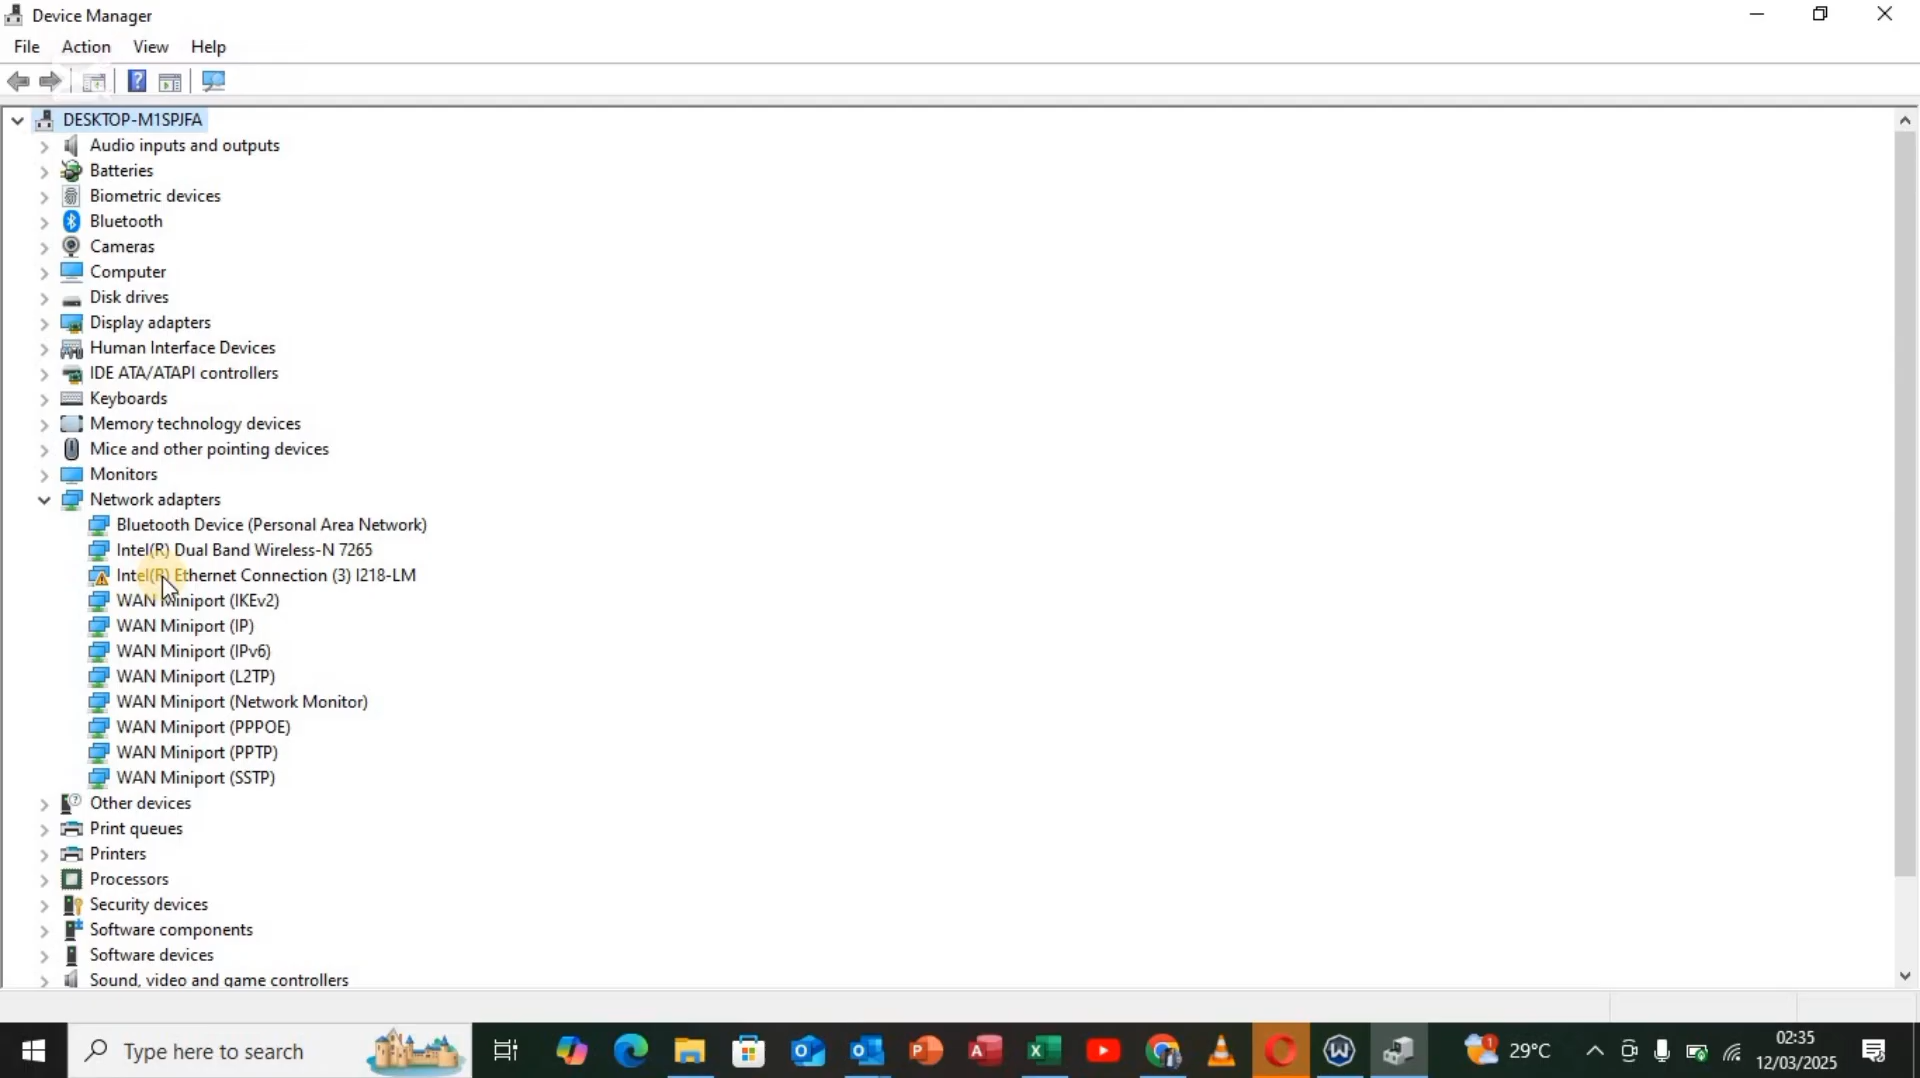 Device Manager
File Action View Help
DESKTOP-M1SPJFA
Audio inputs and outputs
Batteries
Biometric devices
Bluetooth
Cameras
Computer
Disk drives
Display adapters
Human Interface Devices
IDE ATA/ATAPI controllers
Keyboards
Memory technology devices
Mice and other pointing devices
Monitors
Network adapters
Bluetooth Device (Personal Area Network)
Intel(R) Dual Band Wireless-N 7265
Intel(R) Ethernet Connection (3) I218-LM
WAN Miniport (IKEv2)
WAN Miniport (IP)
WAN Miniport (IPv6)
WAN Miniport (L2TP)
WAN Miniport (Network Monitor)
WAN Miniport (PPPOE)
WAN Miniport (PPTP)
WAN Miniport (SSTP)
Other devices
Print queues
Printers
Processors
Security devices
Software components
Software devices
Sound, video and game controllers
Type here to search
1
29°C
02:35
12/03/2025